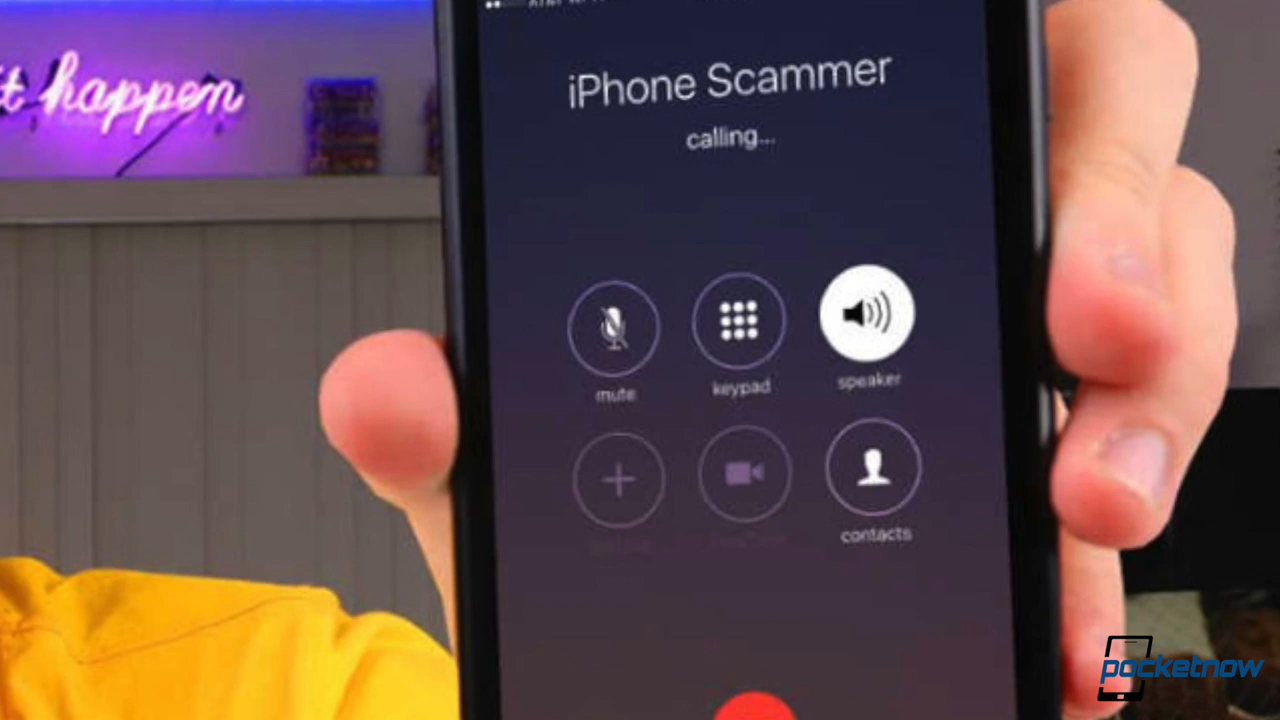 't happen
iPhone Scammer
calling...
mute
keypad
speaker
contacts
pocketnow